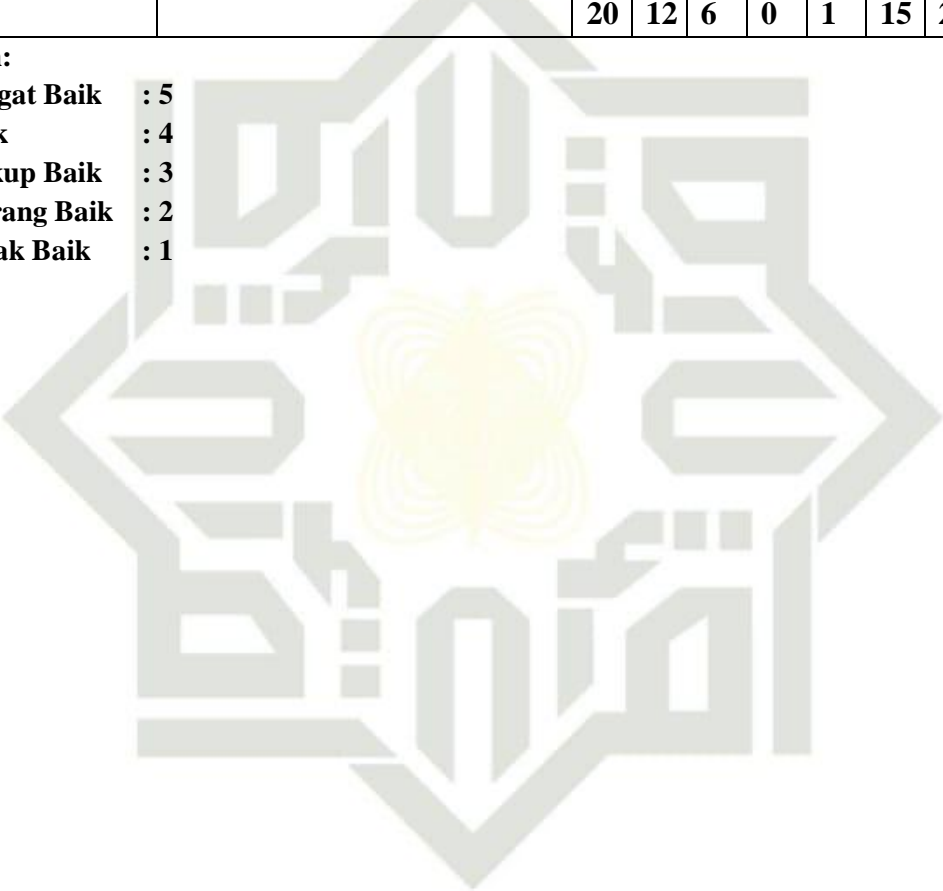 20 12 6 0 1 15
:
gat Baik : 5
k : 4
kup Baik : 3
rang Baik : 2
ak Baik : 1